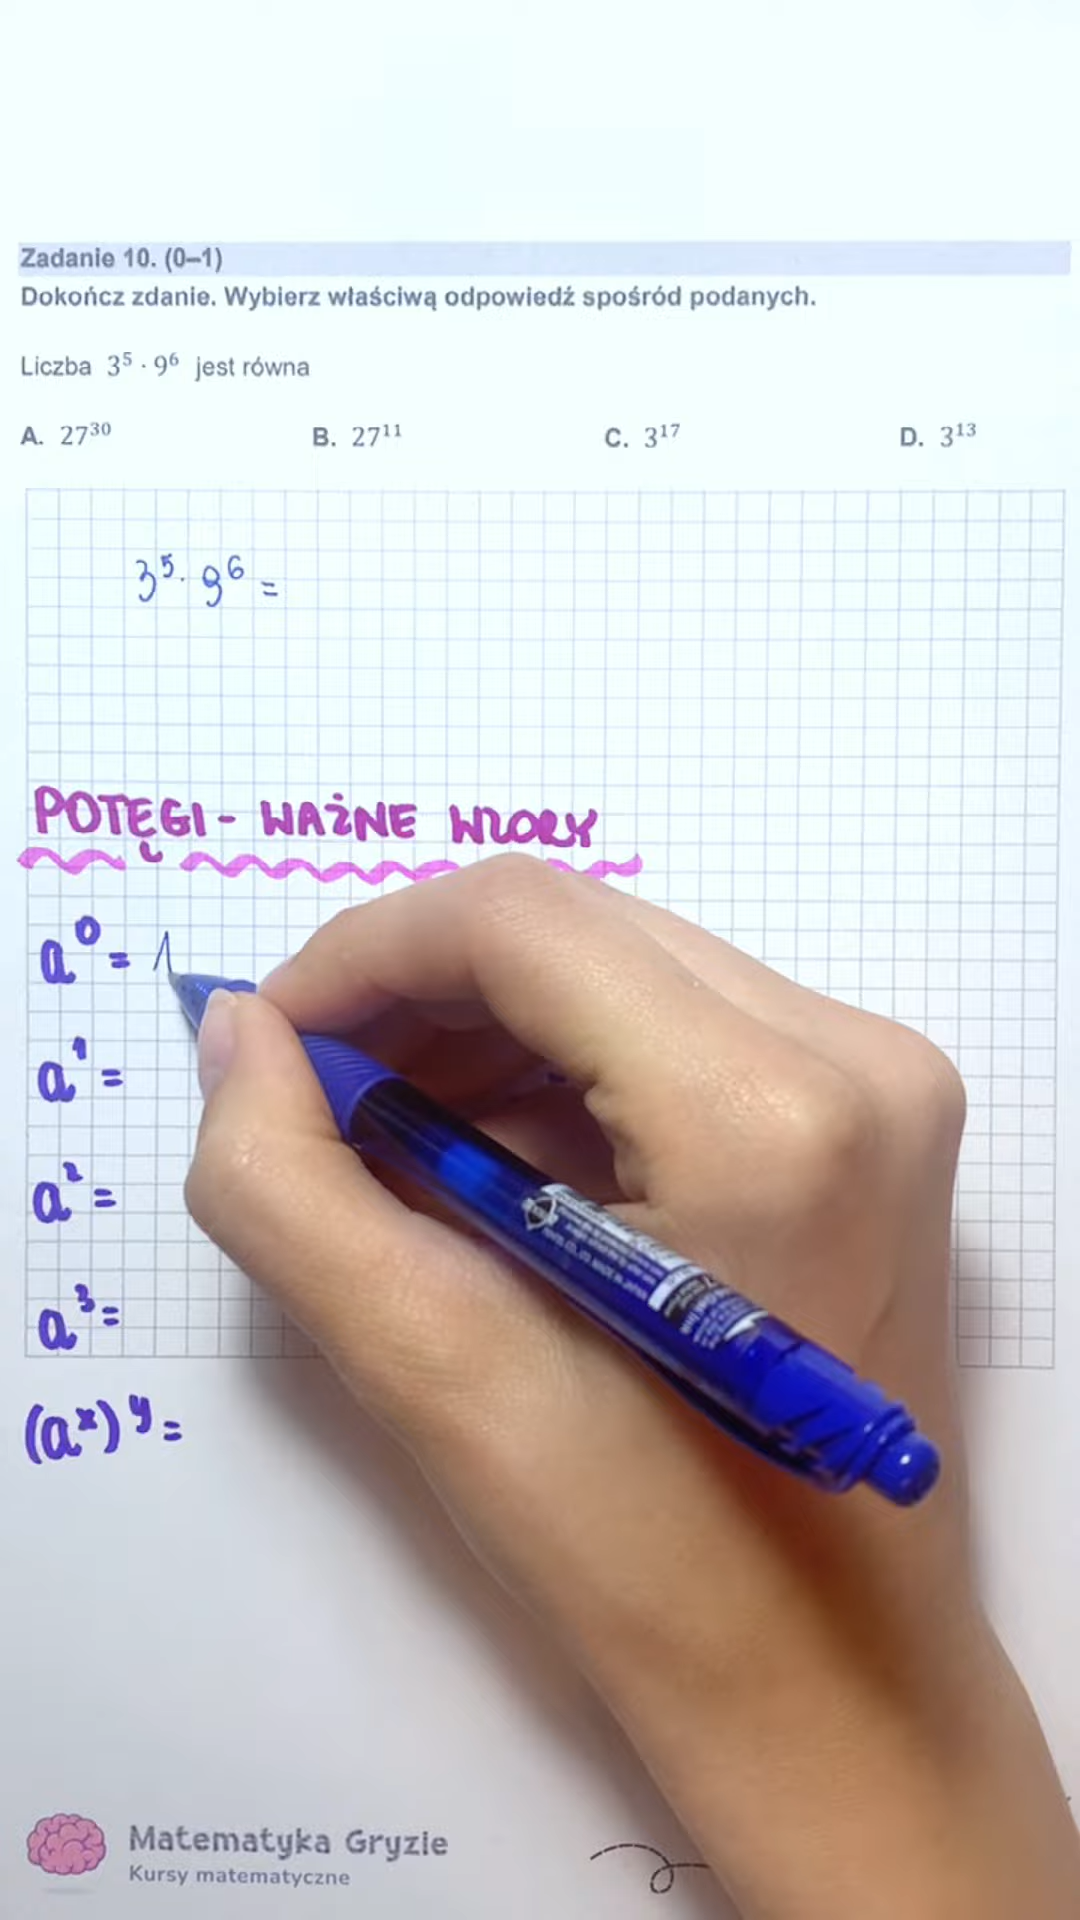 Zadanie 10. (0–1)
Dokończ zdanie. Wybierz właściwą odpowiedź spośród podanych.
Liczba 3⁵ · 9⁶ jest równa
A. 27³⁰ B. 27¹¹ C. 3¹⁷ D. 3¹³
3⁵ · 9⁶ =
POTĘGI - WAŻNE WZORY
a⁰ = 1
a¹ =
a² =
a³ =
(aˣ)ʸ =
Matematyka Gryzie
Kursy matematyczne